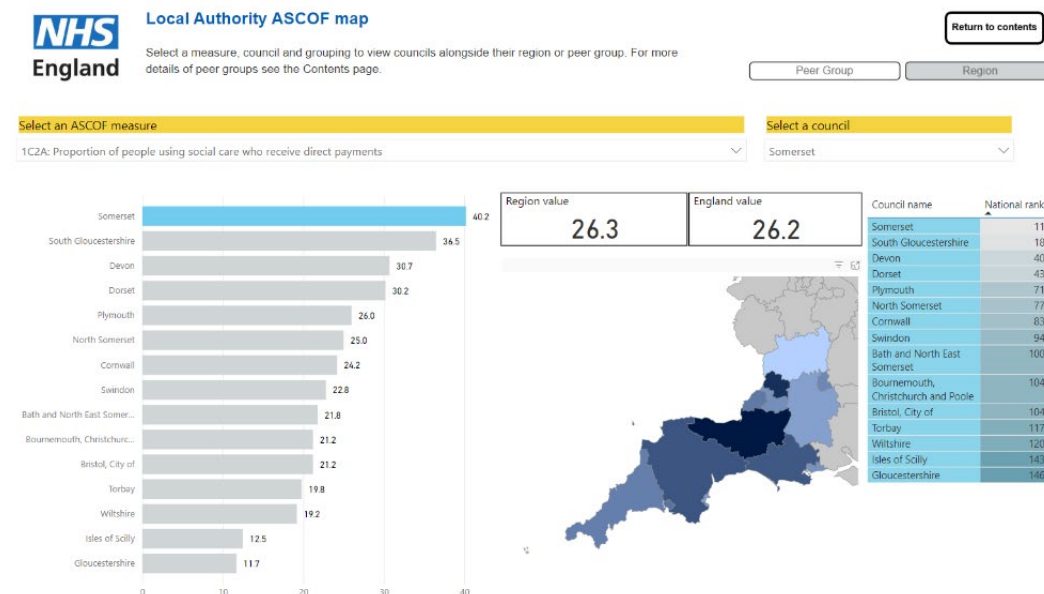 NHS
England
Local Authority ASCOF map
Select a measure, council and grouping to view councils alongside their region or peer group. For more
details of peer groups see the Contents page.
Return to contents
Peer Group
Region
Select an ASCOF measure
1C2A: Proportion of people using social care who receive direct payments
Select a council
Somerset
Somerset 40.2
South Gloucestershire 36.5
Devon 30.7
Dorset 30.2
Plymouth 26.0
North Somerset 25.0
Cornwall 24.2
Swindon 22.8
Bath and North East Somer... 21.8
Bournemouth, Christchurc... 21.2
Bristol, City of 21.2
Torbay 19.8
Wiltshire 19.2
Isles of Scilly 12.5
Gloucestershire 11.7
0 10 20 30 40
Region value
26.3
England value
26.2
Council name National rank
Somerset 11
South Gloucestershire 18
Devon 40
Dorset 43
Plymouth 71
North Somerset 77
Cornwall 83
Swindon 94
Bath and North East 100
Somerset
Bournemouth, 104
Christchurch and Poole
Bristol, City of 104
Torbay 117
Wiltshire 120
Isles of Scilly 143
Gloucestershire 146